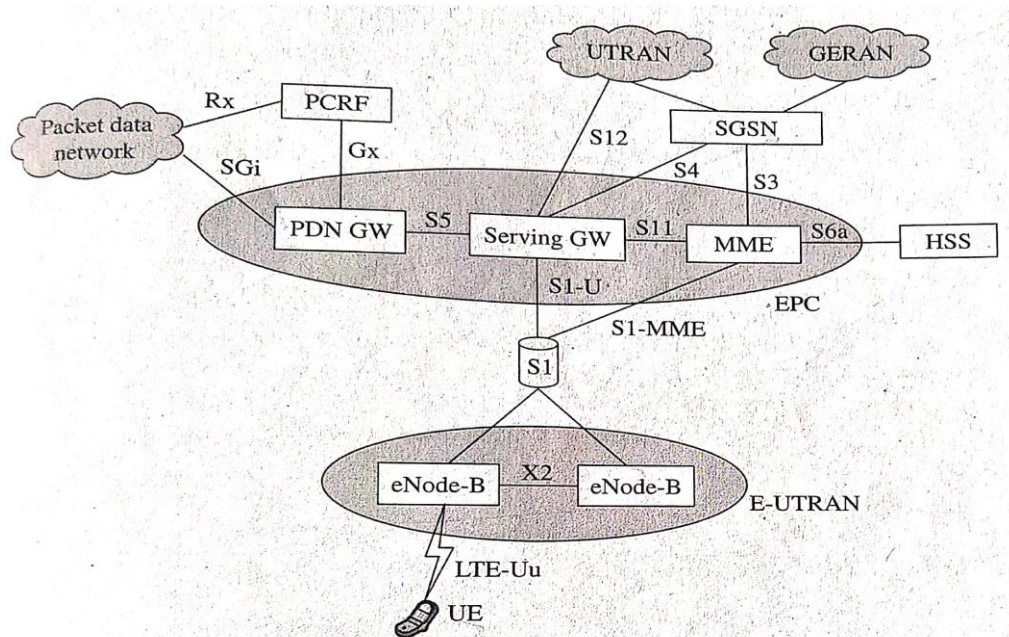 UTRAN
GERAN
Rx
PCRF
Packet data
network
SGSN
S12
Gx
SGi
S4
S3
PDN GW
S5
Serving GW
S11
MME
S6a
HSS
S1-U
EPC
S1-MME
S1
eNode-B
X2
eNode-B
E-UTRAN
LTE-Uu
UE